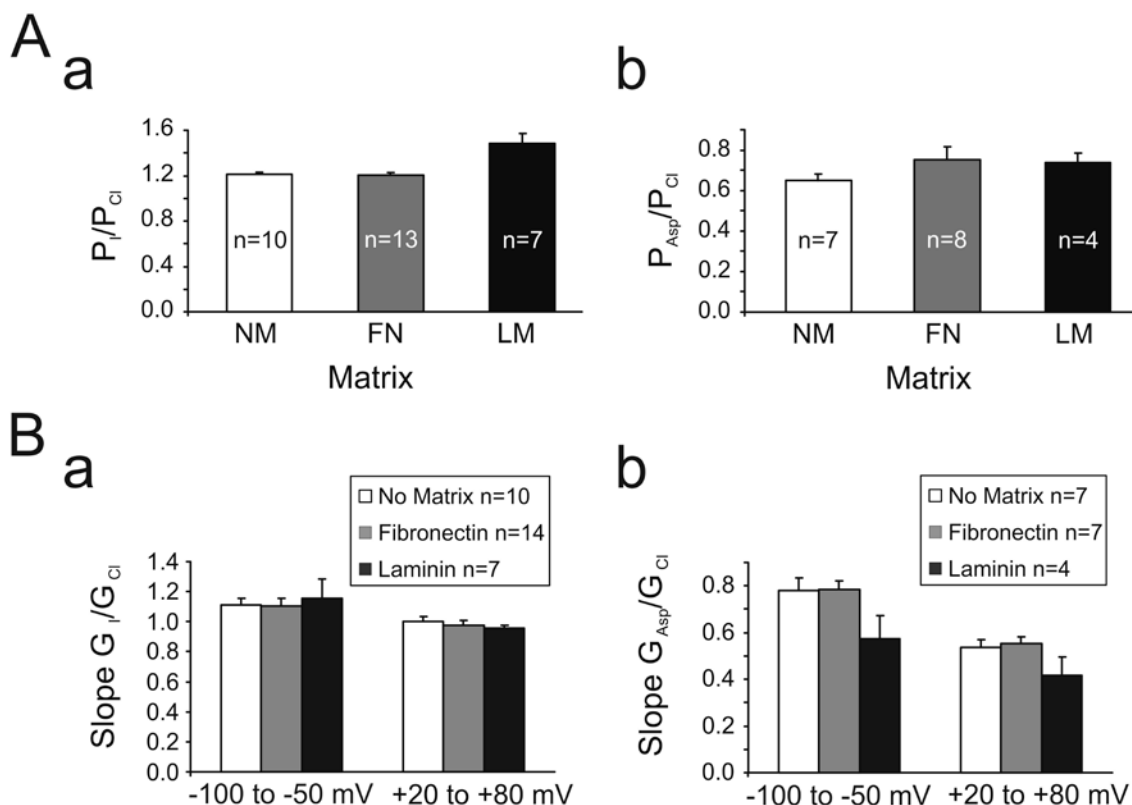 A
a
P_I/P_Cl
1.6
1.2
0.8
0.4
0.0
n=10
n=13
n=7
NM FN LM
Matrix
b
P_Asp/P_Cl
0.8
0.6
0.4
0.2
0.0
n=7
n=8
n=4
NM FN LM
Matrix
B
a
No Matrix n=10
Fibronectin n=14
Laminin n=7
Slope G_I/G_Cl
1.4
1.2
1.0
0.8
0.6
0.4
0.2
0.0
-100 to -50 mV +20 to +80 mV
b
No Matrix n=7
Fibronectin n=7
Laminin n=4
Slope G_Asp/G_Cl
0.8
0.6
0.4
0.2
0.0
-100 to -50 mV +20 to +80 mV